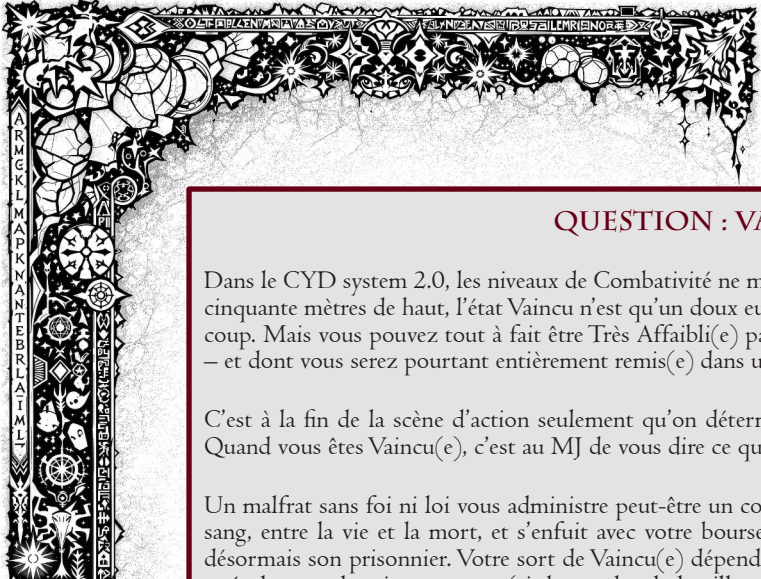 QUESTION : VA
Dans le CYD system 2.0, les niveaux de Combativité ne m
cinquante mètres de haut, l’état Vaincu n’est qu’un doux eu
coup. Mais vous pouvez tout à fait être Très Affaibli(e) pa
– et dont vous serez pourtant entièrement remis(e) dans u
C’est à la fin de la scène d’action seulement qu’on déterm
Quand vous êtes Vaincu(e), c’est au MJ de vous dire ce qu
Un malfrat sans foi ni loi vous administre peut-être un co
sang, entre la vie et la mort, et s’enfuit avec votre bourse
désormais son prisonnier. Votre sort de Vaincu(e) dépend